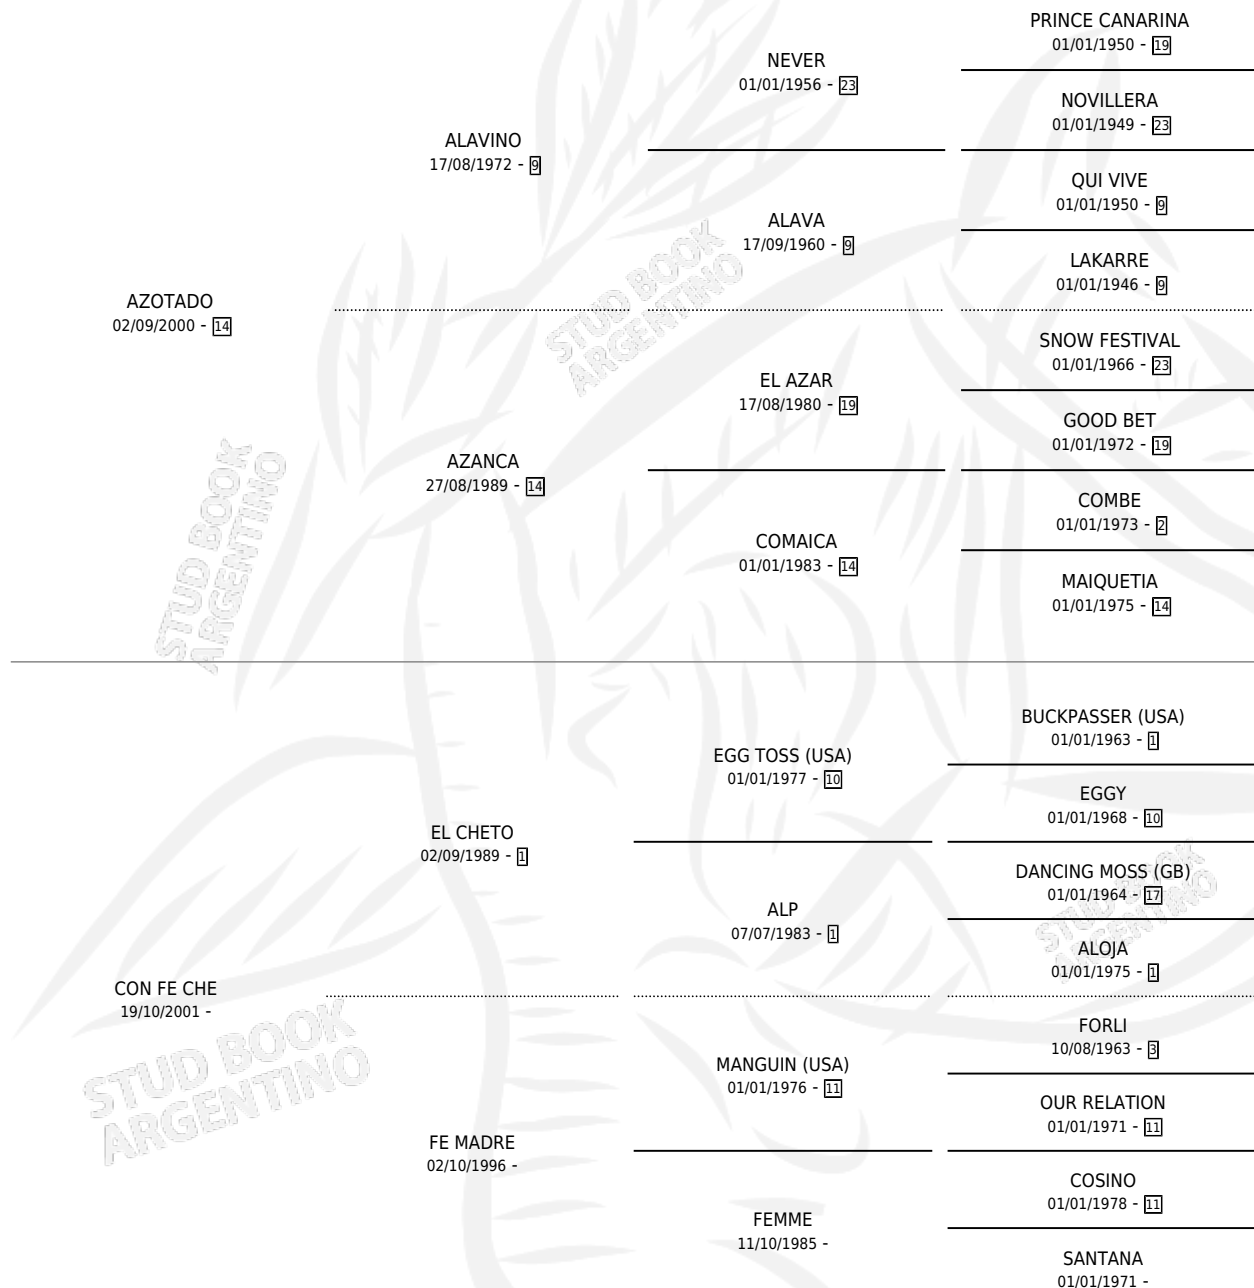 PRINCE CANARINA
01/01/1950 - 19
NEVER
01/01/1956 - 23
NOVILLERA
01/01/1949 - 23
ALAVINO
17/08/1972 - 9
QUI VIVE
01/01/1950 - 9
ALAVA
17/09/1960 - 9
LAKARRE
01/01/1946 - 9
AZOTADO
02/09/2000 - 14
SNOW FESTIVAL
01/01/1966 - 23
EL AZAR
17/08/1980 - 19
GOOD BET
01/01/1972 - 19
AZANCA
27/08/1989 - 14
COMBE
01/01/1973 - 2
COMAICA
01/01/1983 - 14
MAIQUETIA
01/01/1975 - 14
BUCKPASSER (USA)
01/01/1963 - 1
EGG TOSS (USA)
01/01/1977 - 10
EGGY
01/01/1968 - 10
EL CHETO
02/09/1989 - 1
DANCING MOSS (GB)
01/01/1964 - 17
ALP
07/07/1983 - 1
ALOJA
01/01/1975 - 1
CON FE CHE
19/10/2001 -
FORLI
10/08/1963 - 3
MANGUIN (USA)
01/01/1976 - 11
OUR RELATION
01/01/1971 - 11
FE MADRE
02/10/1996 -
COSINO
01/01/1978 - 11
FEMME
11/10/1985 -
SANTANA
01/01/1971 -
STUD BOOK
ARGENTINO
STUD BOOK
ARGENTINO
STUD BOOK
ARGENTINO
STUD BOOK
ARGENTINO